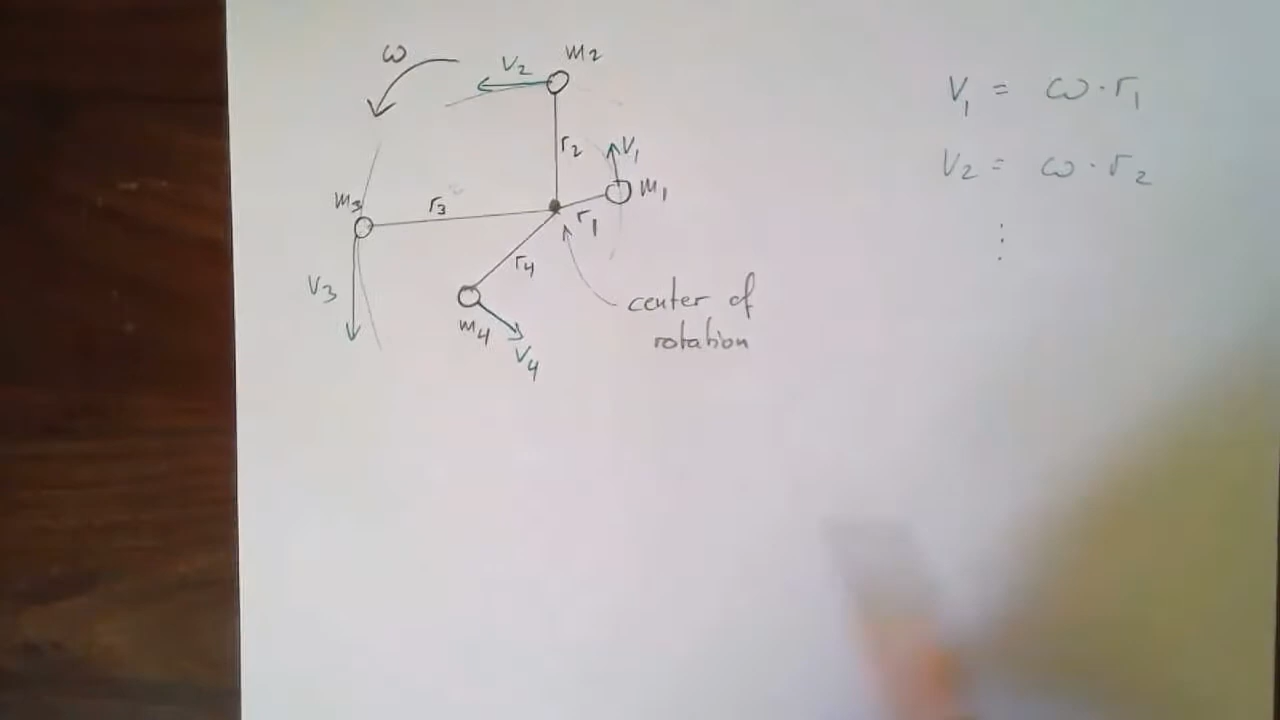 ω
v₂
m₂
r₂
v₁
m₁
r₁
m₃
r₃
v₃
r₄
m₄
v₄
center of
rotation
v₁ = ω · r₁
v₂ = ω · r₂
⋮